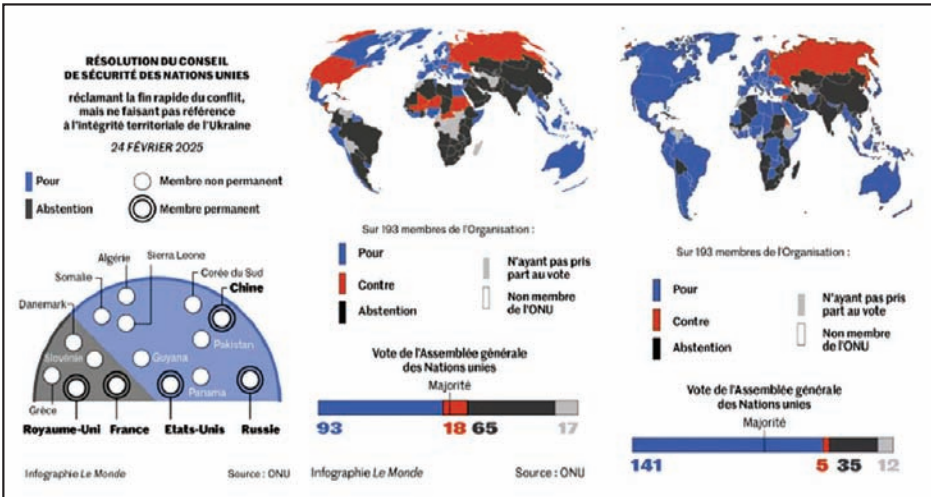 RÉSOLUTION DU CONSEIL
DE SÉCURITÉ DES NATIONS UNIES
réclamant la fin rapide du conflit,
mais ne faisant pas référence
à l'intégrité territoriale de l'Ukraine
24 FÉVRIER 2025
Pour
Membre non permanent
Abstention
Membre permanent
Sierra Leone
Algérie
Corée du Sud
Somalie
Chine
Danemark
Pakistan
Slovénie
Guyana
Panama
Grèce
Royaume-Uni France Etats-Unis Russie
Infographie Le Monde
Source : ONU
Sur 193 membres de l'Organisation :
Pour
Contre
Abstention
N'ayant pas pris
part au vote
Non membre
de l'ONU
Vote de l'Assemblée générale
des Nations unies
Majorité
93 18 65 17
Infographie Le Monde
Source : ONU
Sur 193 membres de l'Organisation :
Pour
Contre
Abstention
N'ayant pas pris
part au vote
Non membre
de l'ONU
Vote de l'Assemblée générale
des Nations unies
Majorité
141 5 35 12